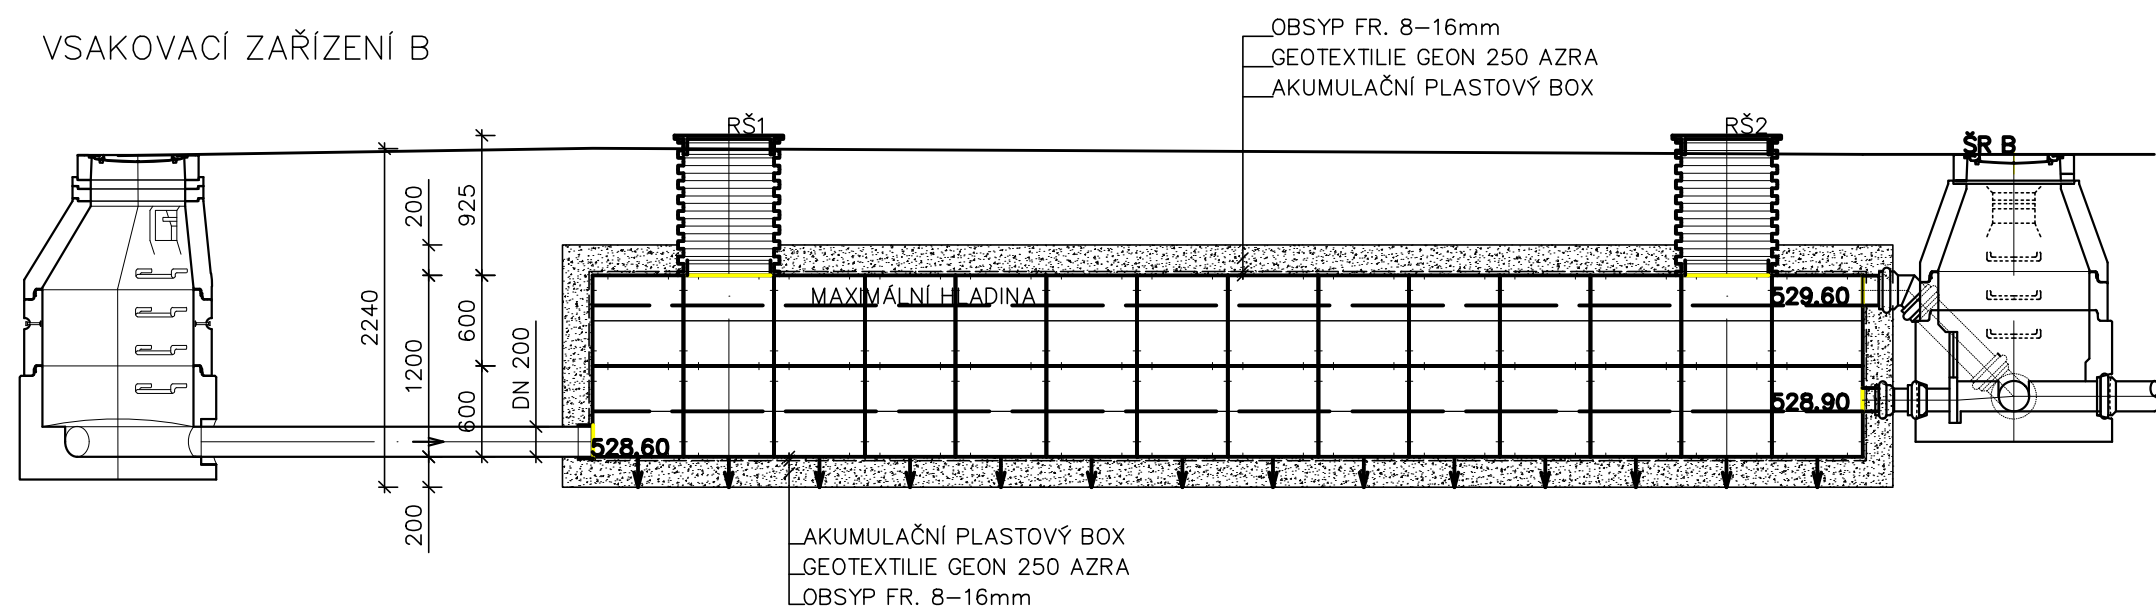 VSAKOVACÍ ZAŘÍZENÍ B
OBSYP FR. 8–16mm
GEOTEXTILIE GEON 250 AZRA
AKUMULAČNÍ PLASTOVÝ BOX
RŠ1
RŠ2
ŠR B
200
925
2240
1200
600
600
DN 200
200
MAXIMÁLNÍ HLADINA
529.60
528.90
528.60
AKUMULAČNÍ PLASTOVÝ BOX
GEOTEXTILIE GEON 250 AZRA
OBSYP FR. 8–16mm